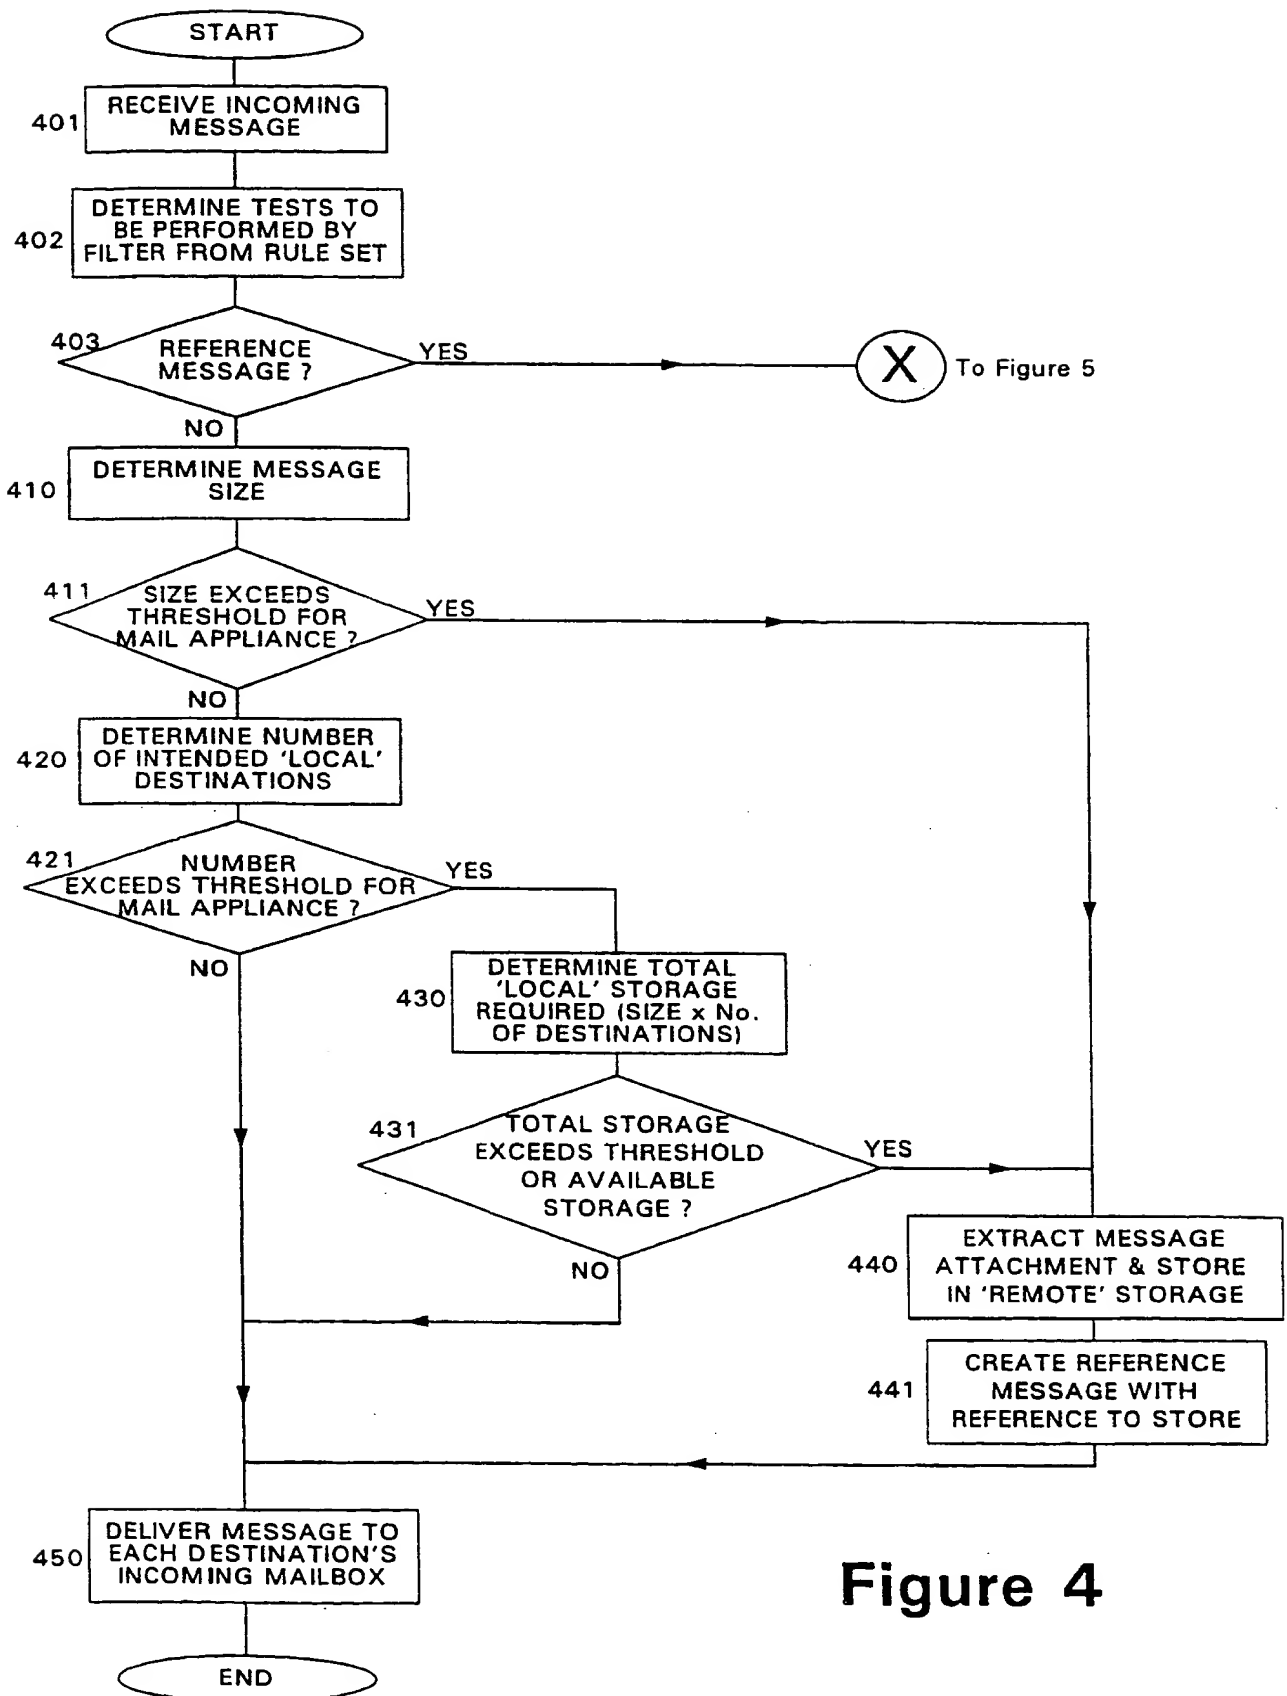 START
401
RECEIVE INCOMING
MESSAGE
402
DETERMINE TESTS TO
BE PERFORMED BY
FILTER FROM RULE SET
403
REFERENCE
MESSAGE ?
YES
X
To Figure 5
NO
410
DETERMINE MESSAGE
SIZE
411
SIZE EXCEEDS
THRESHOLD FOR
MAIL APPLIANCE ?
YES
NO
420
DETERMINE NUMBER
OF INTENDED 'LOCAL'
DESTINATIONS
421
NUMBER
EXCEEDS THRESHOLD FOR
MAIL APPLIANCE ?
YES
NO
430
DETERMINE TOTAL
'LOCAL' STORAGE
REQUIRED (SIZE x No.
OF DESTINATIONS)
431
TOTAL STORAGE
EXCEEDS THRESHOLD
OR AVAILABLE
STORAGE ?
YES
NO
440
EXTRACT MESSAGE
ATTACHMENT & STORE
IN 'REMOTE' STORAGE
441
CREATE REFERENCE
MESSAGE WITH
REFERENCE TO STORE
450
DELIVER MESSAGE TO
EACH DESTINATION'S
INCOMING MAILBOX
Figure 4
END